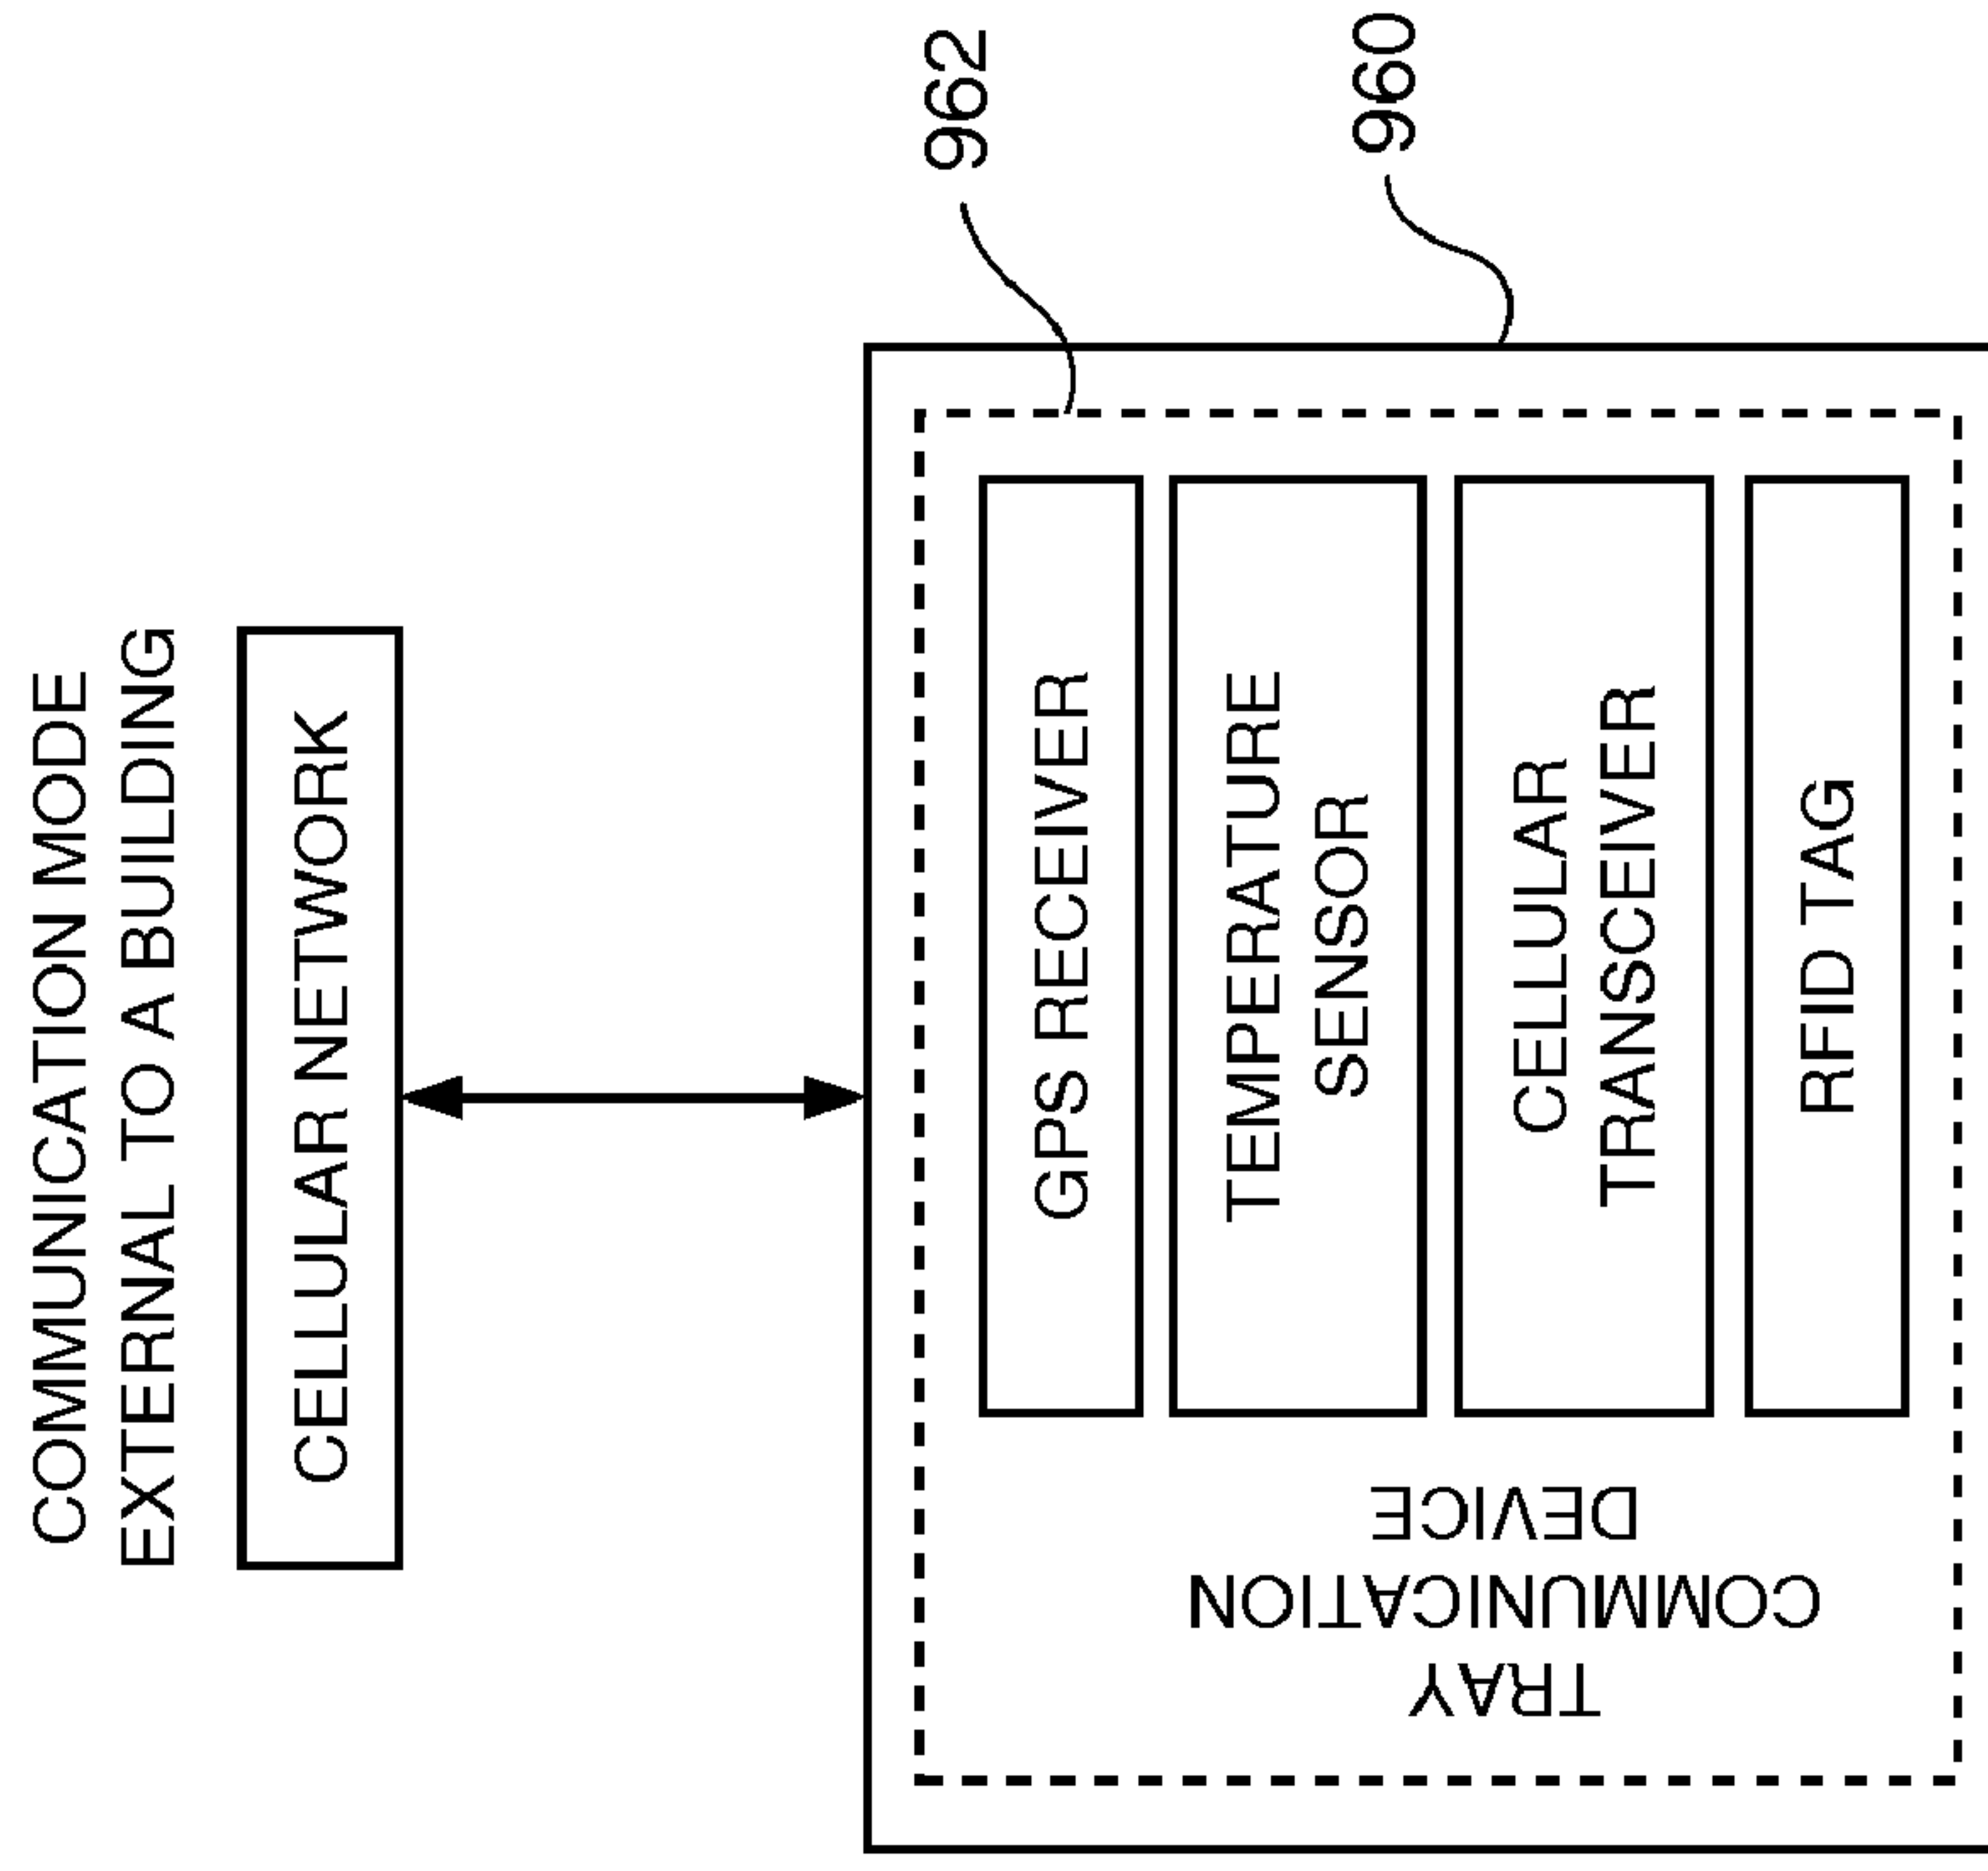 COMMUNICATION MODE
EXTERNAL TO A BUILDING
CELLULAR NETWORK
962
960
GPS RECEIVER
TEMPERATURE
SENSOR
CELLULAR
TRANSCEIVER
RFID TAG
TRAY
COMMUNICATION
DEVICE